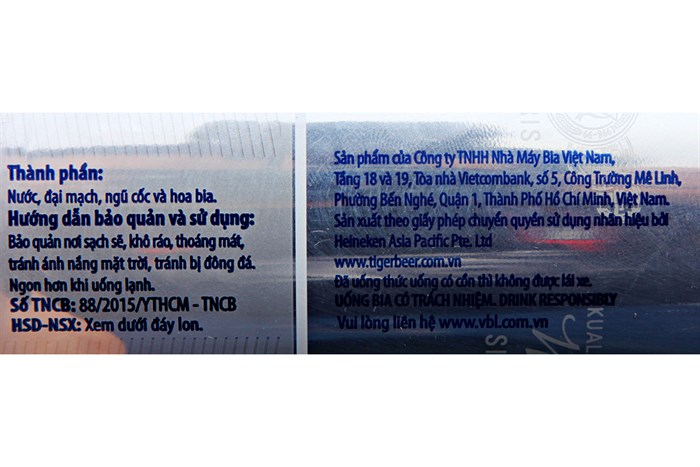 Thành phần:
Nước, đại mạch, ngũ cốc và hoa bia.
Hướng dẫn bảo quản và sử dụng:
Bảo quản nơi sạch sẽ, khô ráo, thoáng mát,
tránh ánh nắng mặt trời, tránh bị đông đá.
Ngon hơn khi uống lạnh.
Số TNCB: 88/2015/YTHCM - TNCB
HSD-NSX: Xem dưới đáy lon.
Sản phẩm của Công ty TNHH Nhà Máy Bia Việt Nam,
Tầng 18 và 19, Tòa nhà Vietcombank, số 5, Công Trường Mê Linh,
Phường Bến Nghé, Quận 1, Thành Phố Hồ Chí Minh, Việt Nam.
Sản xuất theo giấy phép chuyển quyền sử dụng nhãn hiệu bởi
Heineken Asia Pacific Pte. Ltd
www.tigerbeer.com.vn
Đã uống thức uống có cồn thì không được lái xe.
UỐNG BIA CÓ TRÁCH NHIỆM. DRINK RESPONSIBLY
Vui lòng liên hệ www.vbl.com.vn